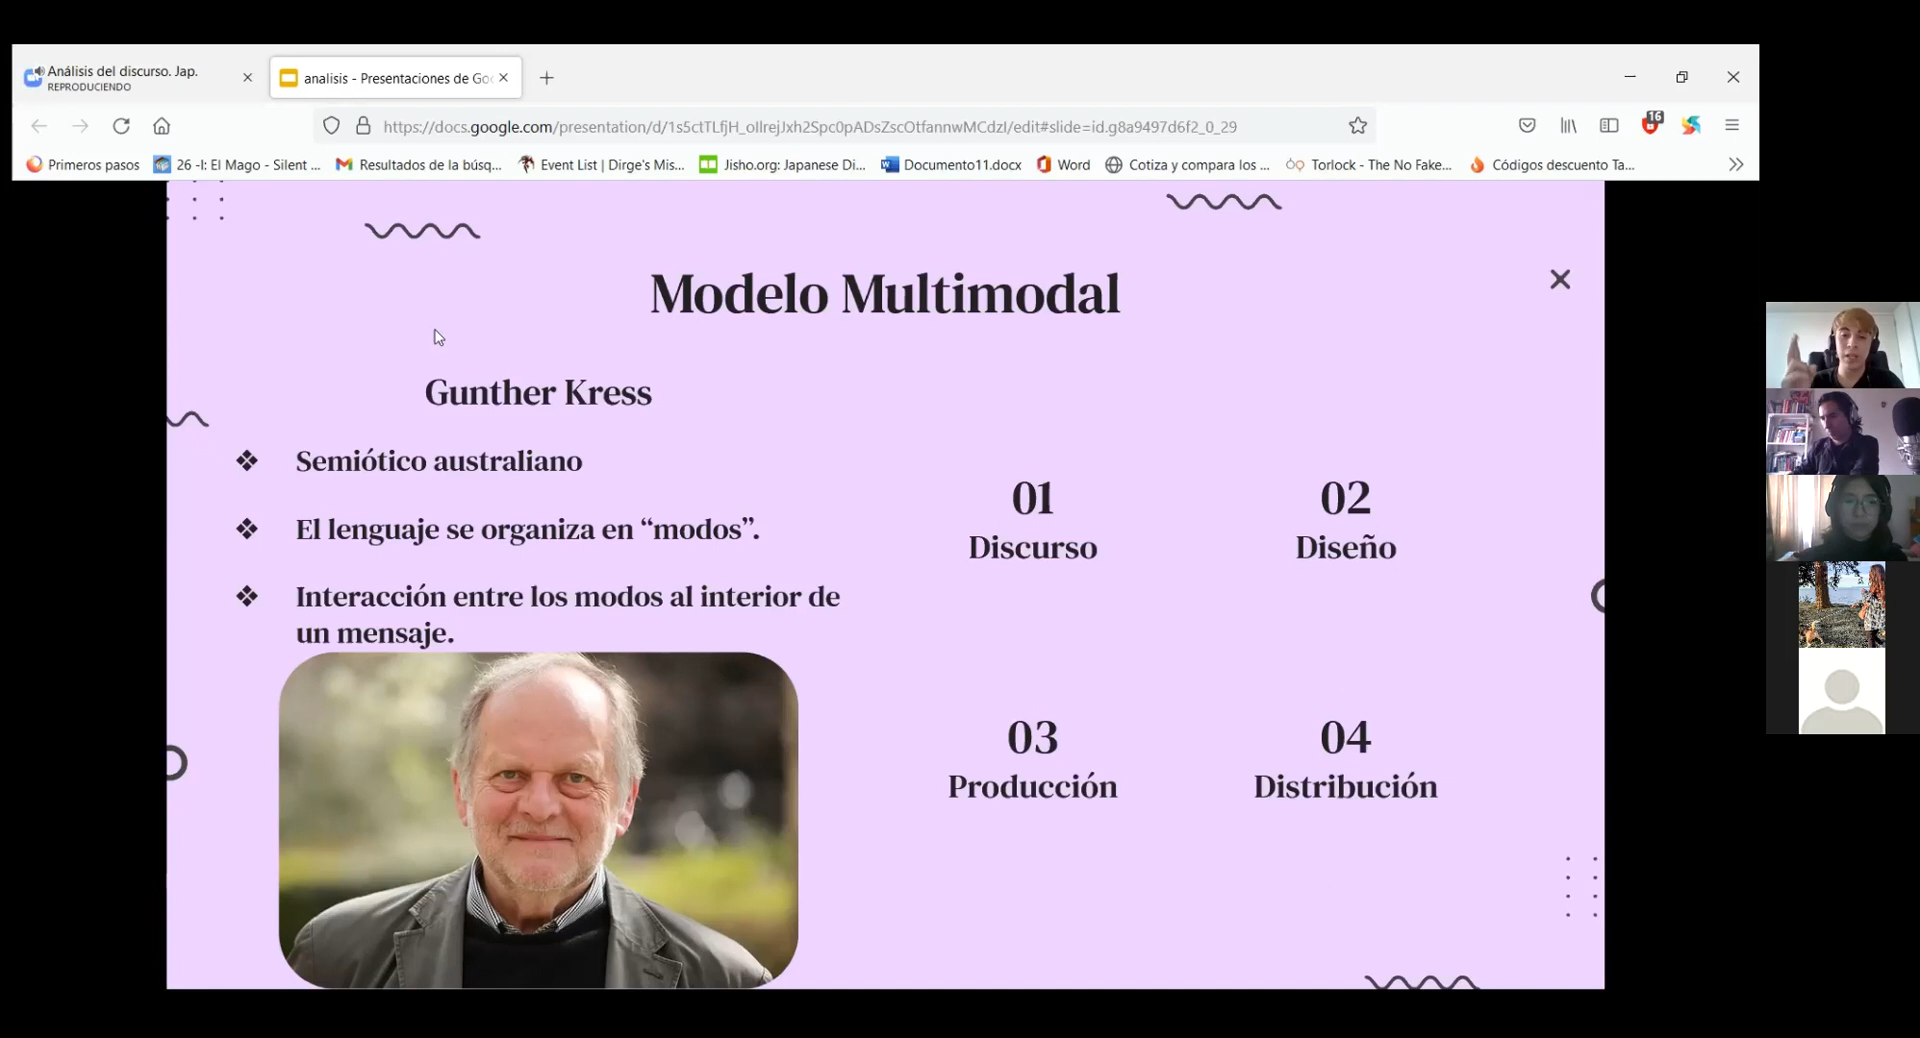 Análisis del discurso. Jap.
REPRODUCIENDO
analisis - Presentaciones de Goo
https://docs.google.com/presentation/d/1s5ctTLfjH_oIlrejJxh2Spc0pADsZscOtfannwMCdzI/edit#slide=id.g8a9497d6f2_0_29
16
Primeros pasos
26 -I: El Mago - Silent ...
Resultados de la búsq...
Event List | Dirge's Mis...
Jisho.org: Japanese Di...
Documento11.docx
Word
Cotiza y compara los ...
Torlock - The No Fake...
Códigos descuento Ta...
Modelo Multimodal
Gunther Kress
❖ Semiótico australiano
❖ El lenguaje se organiza en “modos”.
❖ Interacción entre los modos al interior de
un mensaje.
01
Discurso
02
Diseño
03
Producción
04
Distribución